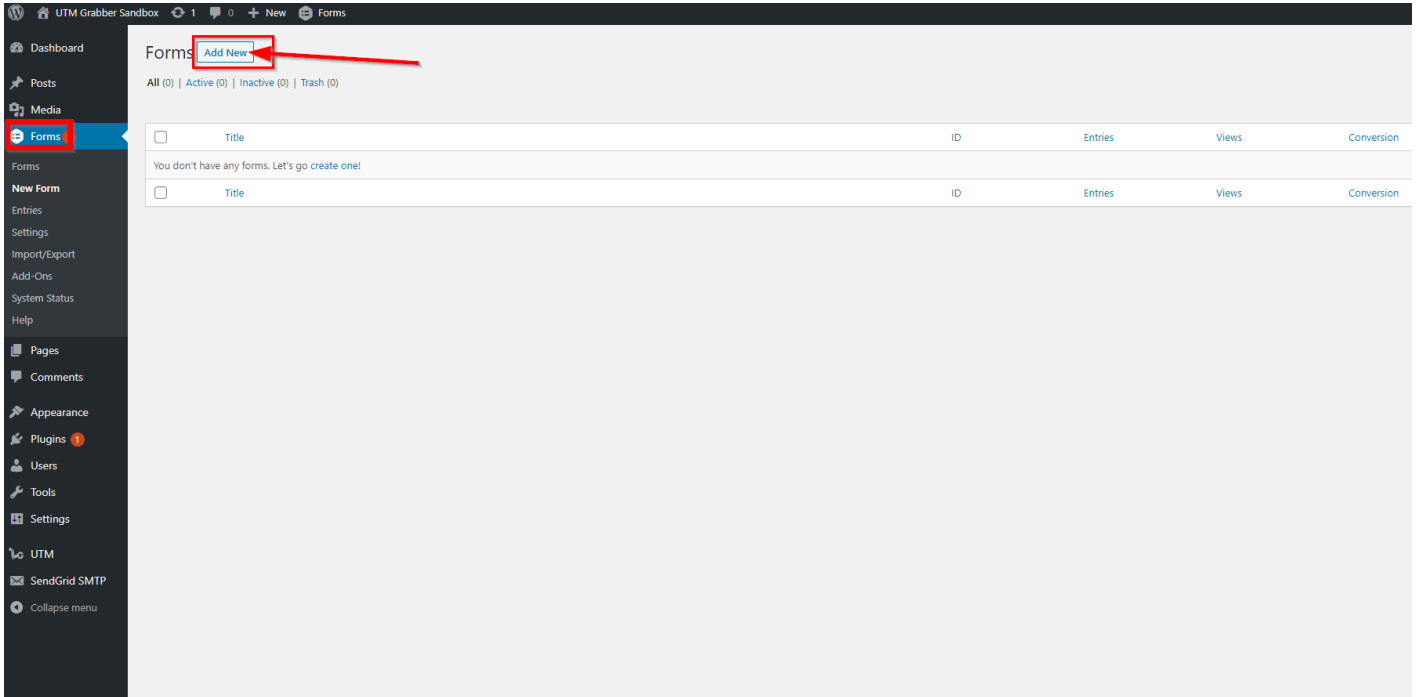 UTM Grabber Sandbox 1 0 New Forms
Dashboard
Posts
Media
Forms
Forms
New Form
Entries
Settings
Import/Export
Add-Ons
System Status
Help
Pages
Comments
Appearance
Plugins 1
Users
Tools
Settings
UTM
SendGrid SMTP
Collapse menu
Forms Add New
All (0) | Active (0) | Inactive (0) | Trash (0)
Title ID Entries Views Conversion
You don't have any forms. Let's go create one!
Title ID Entries Views Conversion